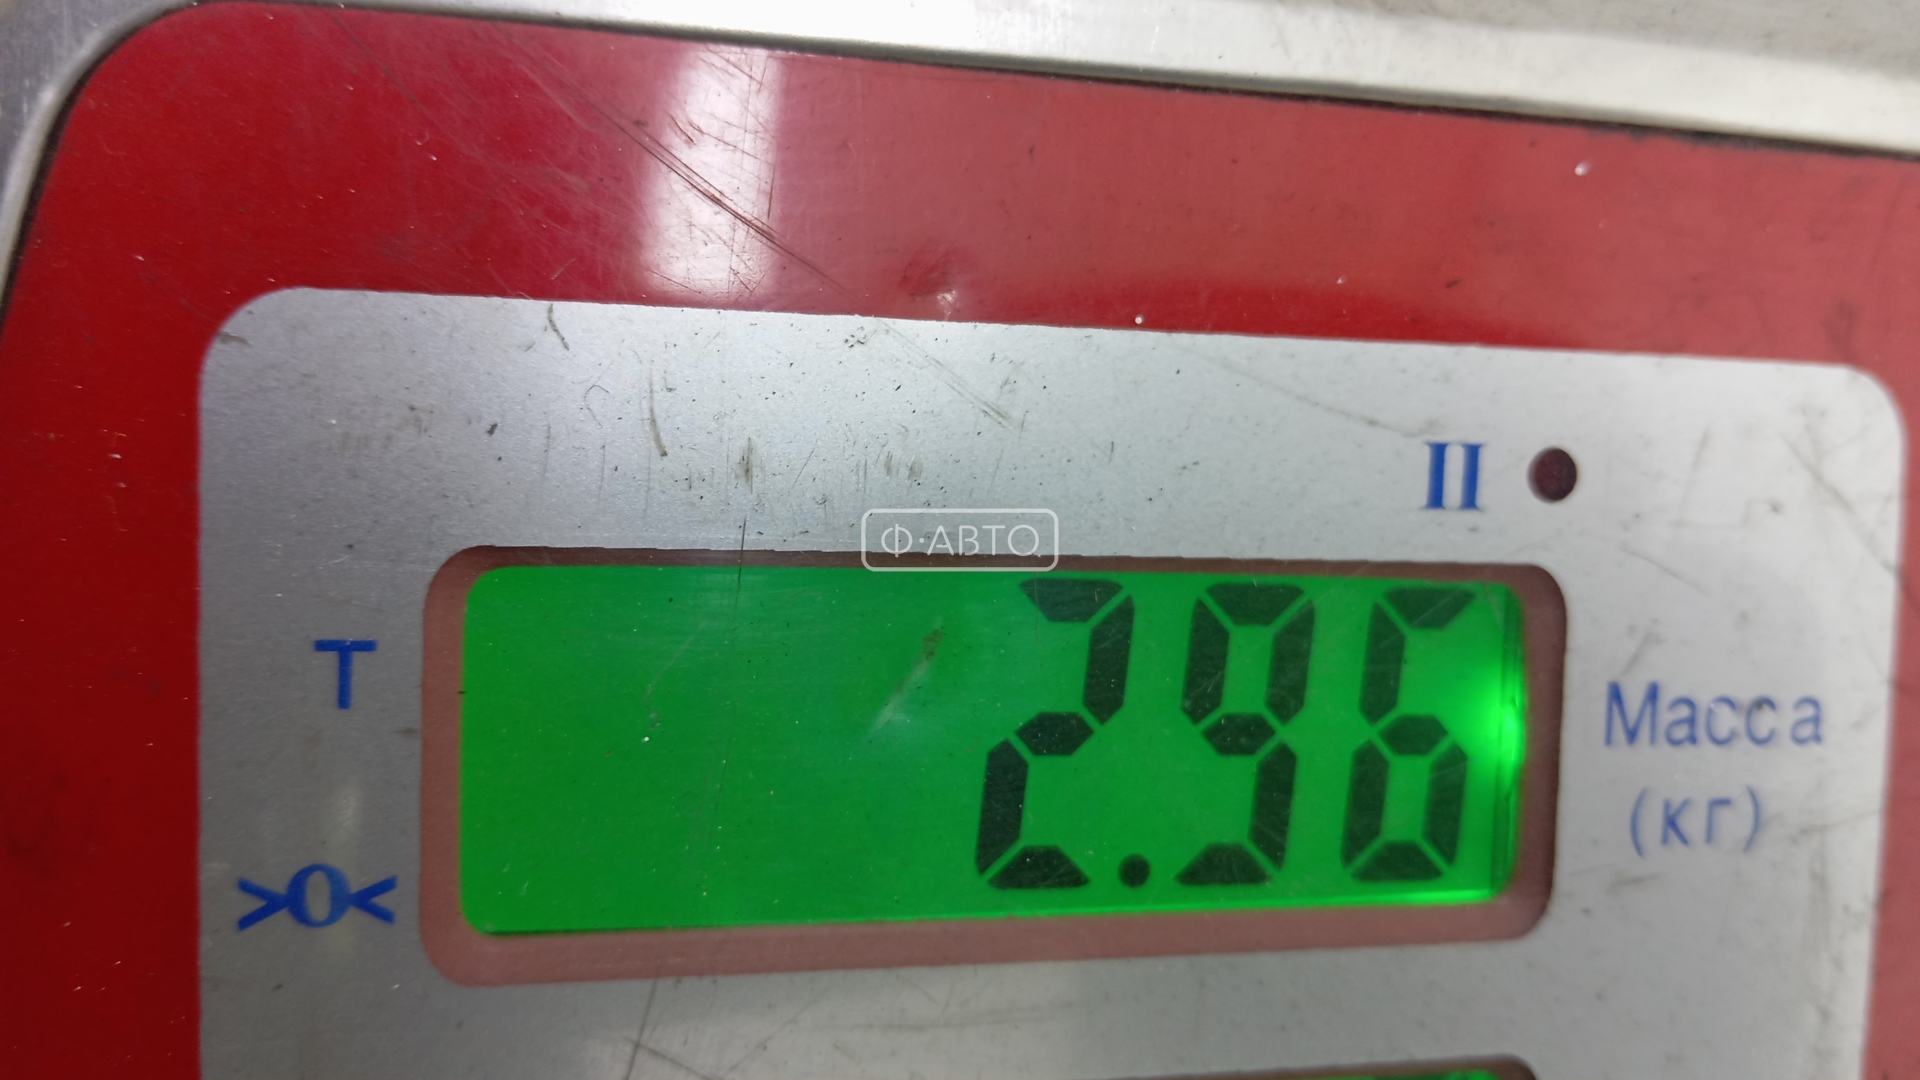 II
Ф·АВТО
T
2.96
Масса
(кг)
>0<